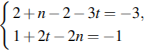 2 + n − 2 − 3t = −3,
1 + 2t − 2n = −1